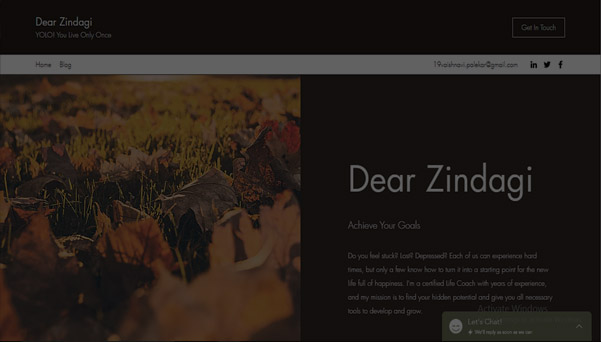 Dear Zindagi
YOLO! You Live Only Once
Get In Touch
Home Blog
19vaishnavi.palekar@gmail.com
Dear Zindagi
Achieve Your Goals
Do you feel stuck? Lost? Depressed? Each of us can experience hard
times, but only a few know how to turn it into a starting point for the new
life full of happiness. I'm a certified life Coach with years of experience,
and my mission is to find your hidden potential and give you all necessary
tools to develop and grow.
Activate Windows
Let's Chat!
We'll reply as soon as we can